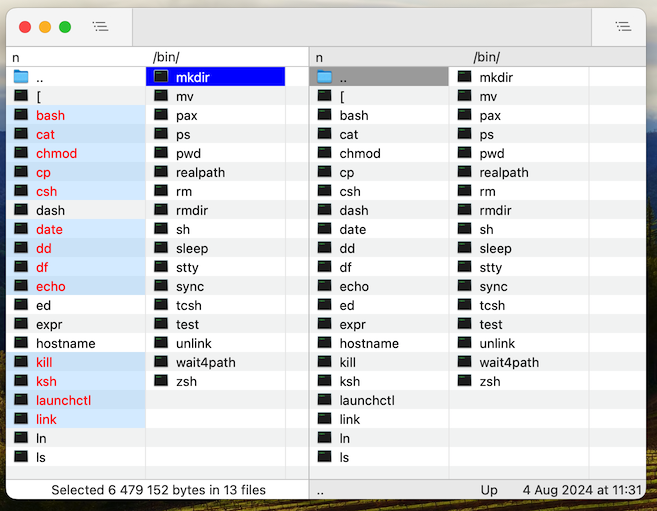 n /bin/
..
[
bash
cat
chmod
cp
csh
dash
date
dd
df
echo
ed
expr
hostname
kill
ksh
launchctl
link
ln
ls
mkdir
mv
pax
ps
pwd
realpath
rm
rmdir
sh
sleep
stty
sync
tcsh
test
unlink
wait4path
zsh
Selected 6 479 152 bytes in 13 files
n /bin/
..
[
bash
cat
chmod
cp
csh
dash
date
dd
df
echo
ed
expr
hostname
kill
ksh
launchctl
link
ln
ls
mkdir
mv
pax
ps
pwd
realpath
rm
rmdir
sh
sleep
stty
sync
tcsh
test
unlink
wait4path
zsh
.. Up 4 Aug 2024 at 11:31